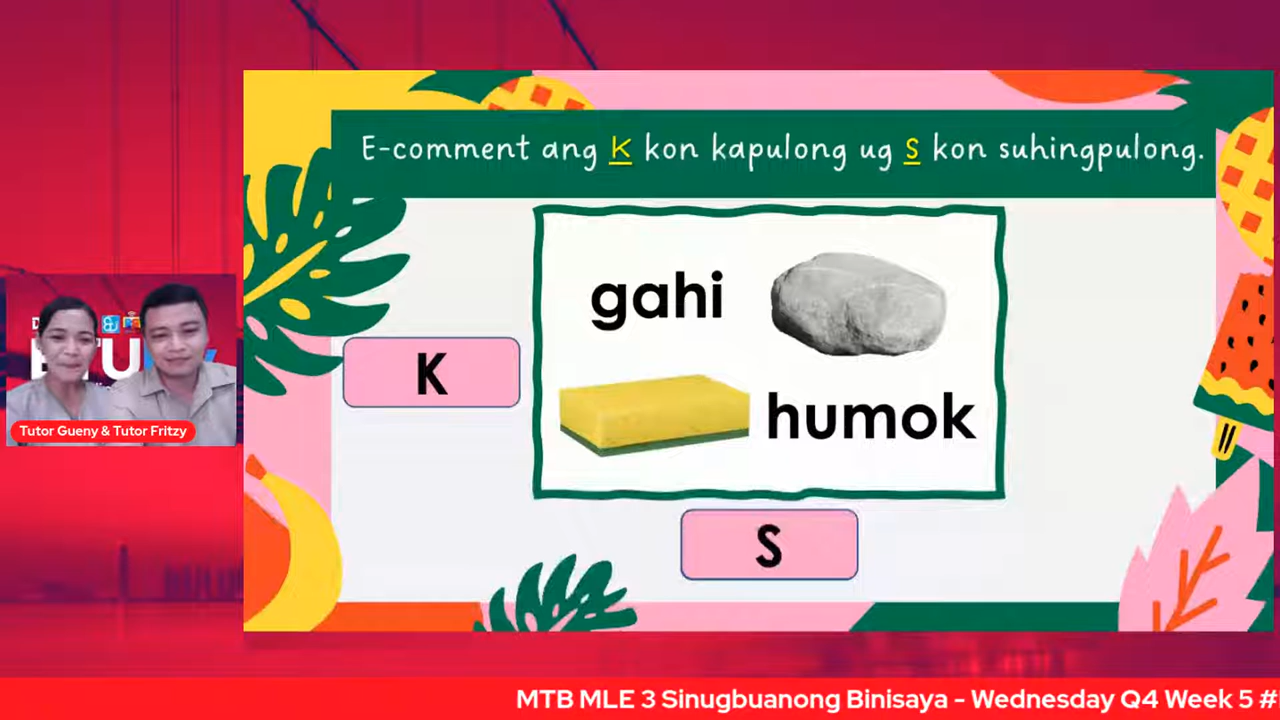 E-comment ang K kon kapulong ug S kon suhingpulong.
gahi
K
humok
S
Tutor Gueny & Tutor Fritzy
MTB MLE 3 Sinugbuanong Binisaya - Wednesday Q4 Week 5 #